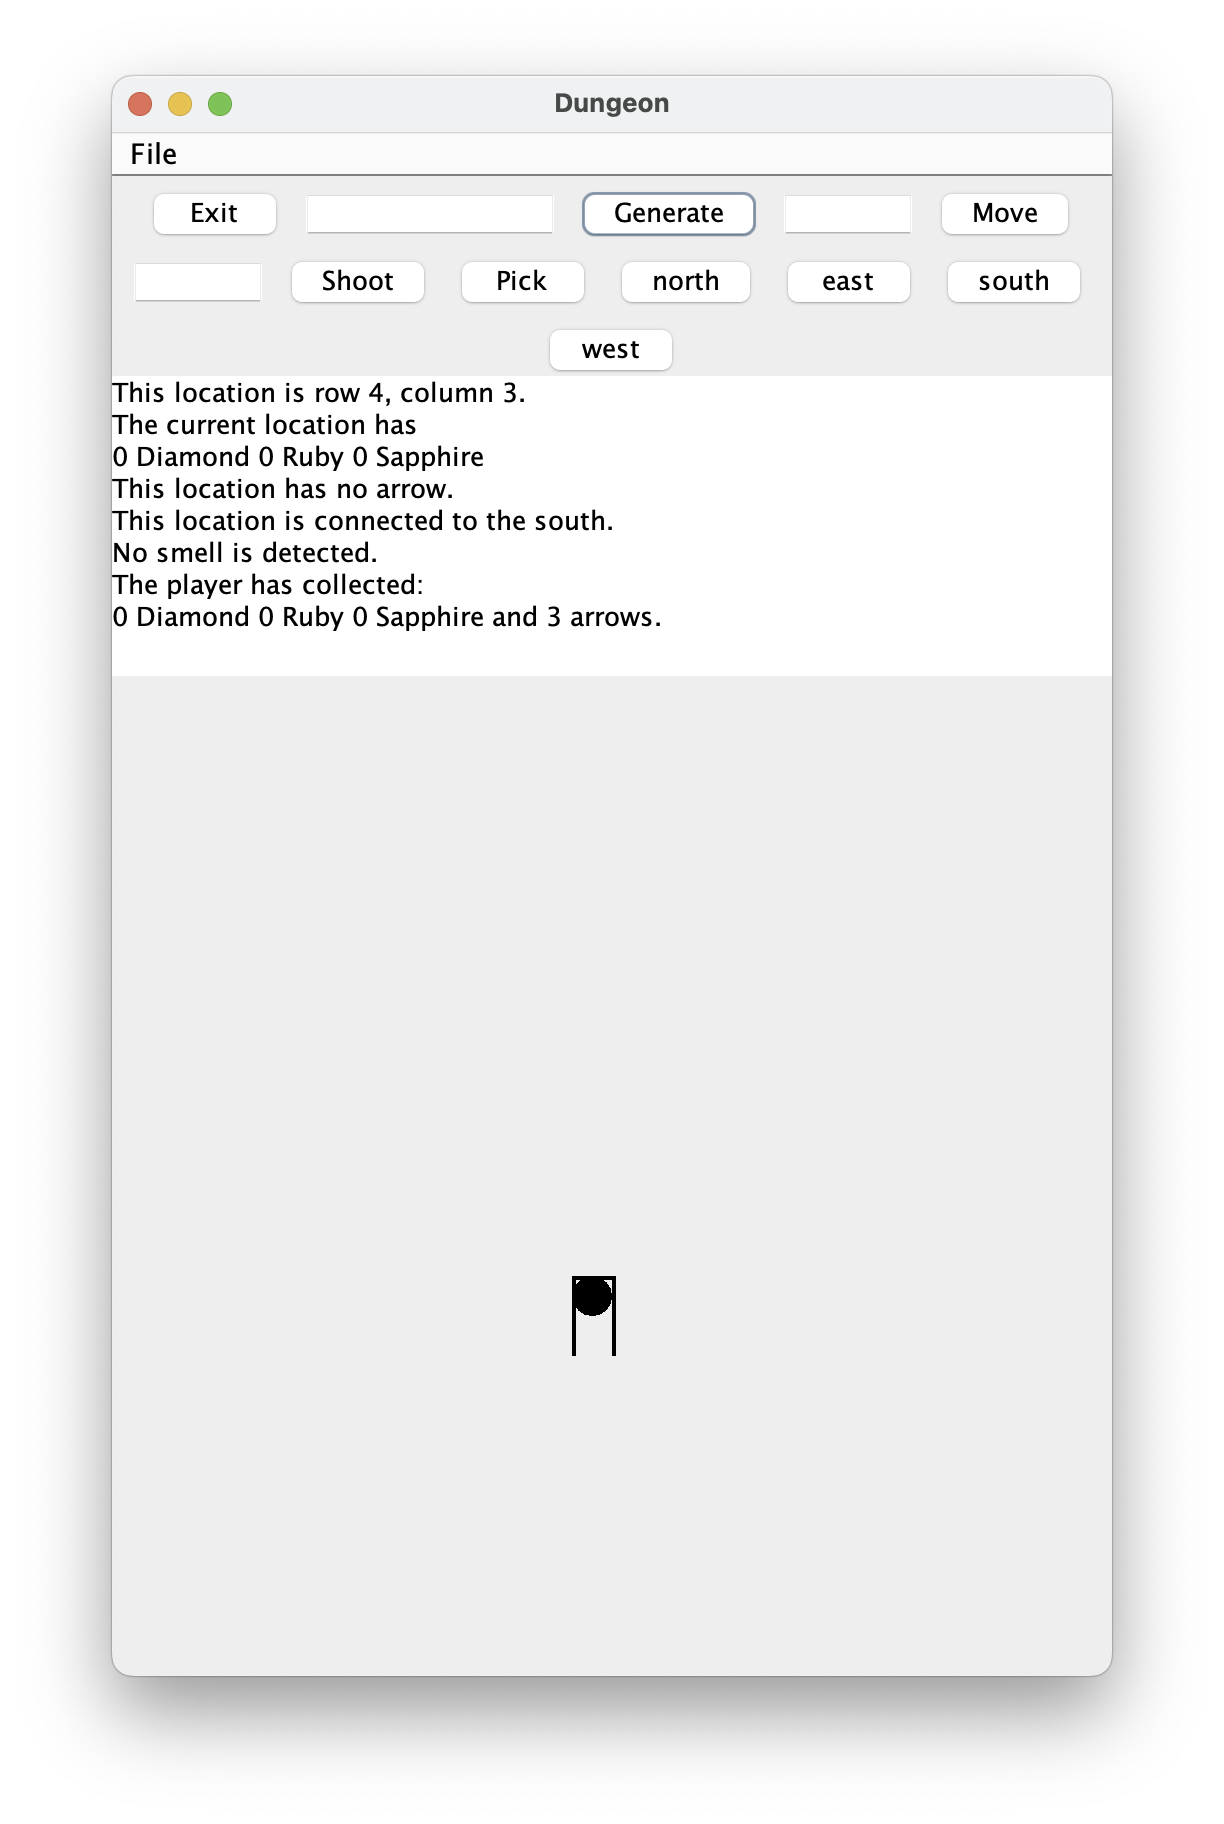 Dungeon
File
Exit Generate Move
Shoot Pick north east south
west
This location is row 4, column 3.
The current location has
0 Diamond 0 Ruby 0 Sapphire
This location has no arrow.
This location is connected to the south.
No smell is detected.
The player has collected:
0 Diamond 0 Ruby 0 Sapphire and 3 arrows.